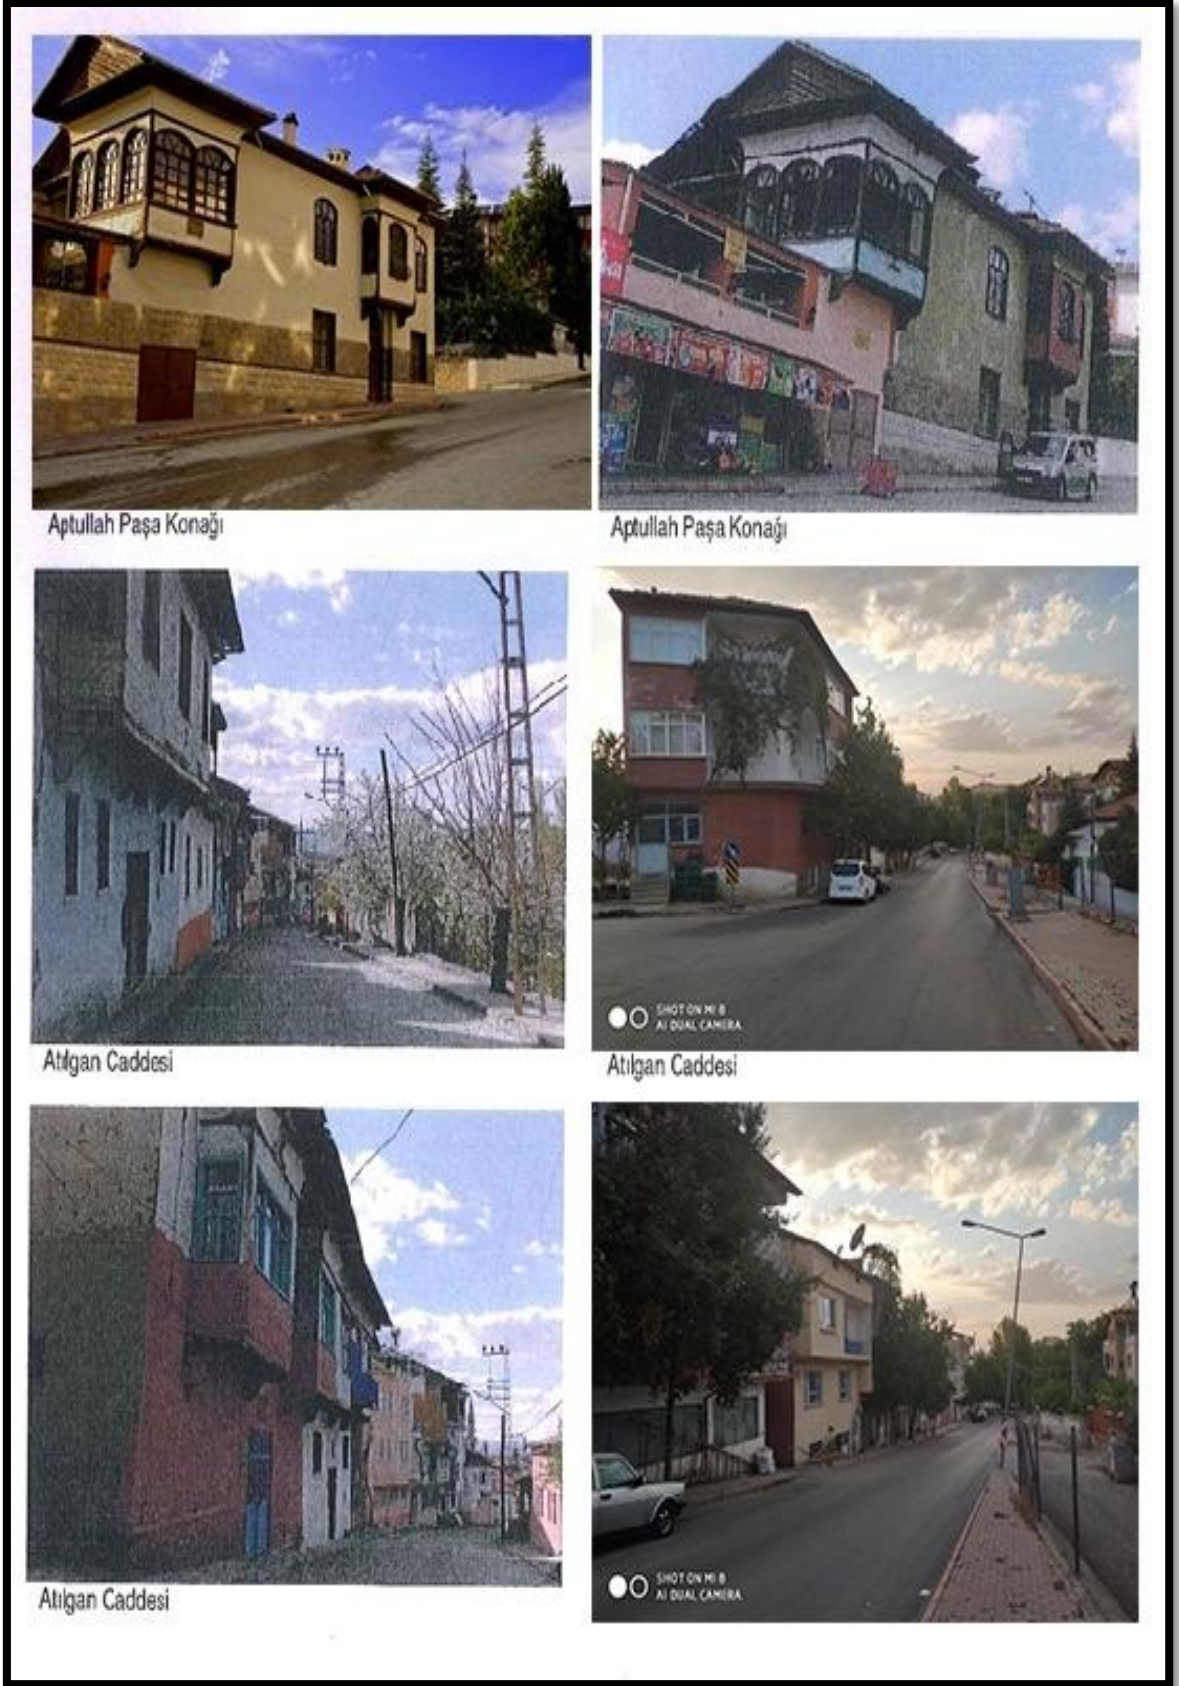 Aptullah Paşa Konağı
Aptullah Paşa Konağı
SHOT ON MI 8
AI DUAL CAMERA
Atılgan Caddesi
Atılgan Caddesi
SHOT ON MI 8
AI DUAL CAMERA
Atılgan Caddesi